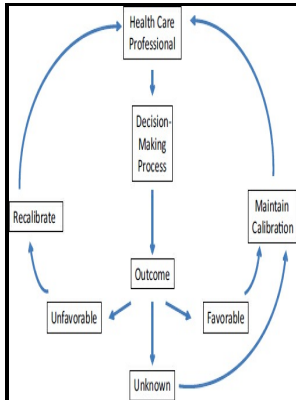 Health Care
Professional
Decision-
Making
Process
Recalibrate
Maintain
Calibration
Outcome
Unfavorable
Favorable
Unknown